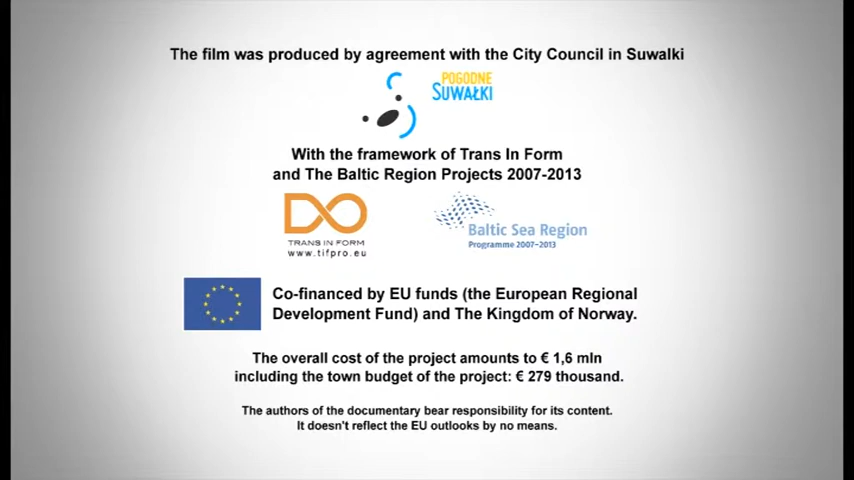 The film was produced by agreement with the City Council in Suwalki
POGODNE
SUWAŁKI
With the framework of Trans In Form
and The Baltic Region Projects 2007-2013
TRANS IN FORM
www.tifpro.eu
Baltic Sea Region
Programme 2007-2013
Co-financed by EU funds (the European Regional
Development Fund) and The Kingdom of Norway.
The overall cost of the project amounts to € 1,6 mln
including the town budget of the project: € 279 thousand.
The authors of the documentary bear responsibility for its content.
It doesn't reflect the EU outlooks by no means.